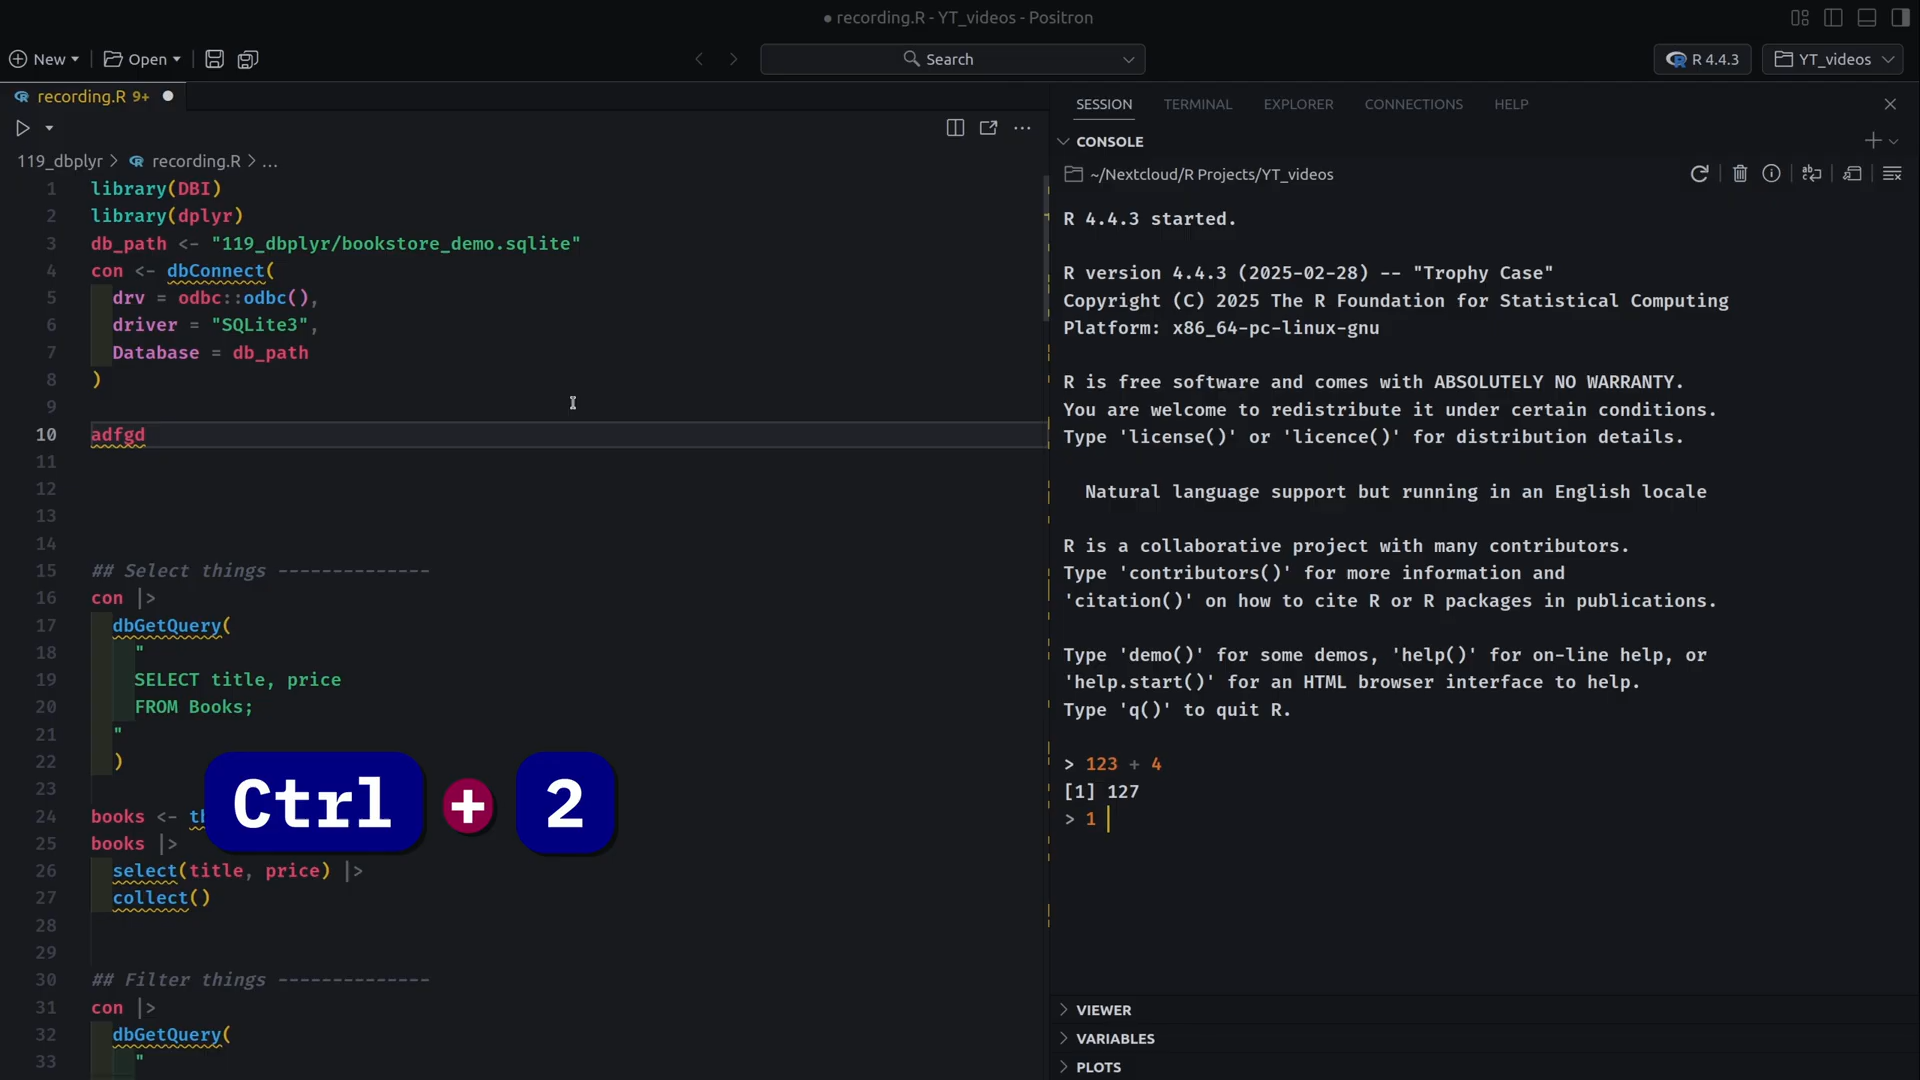 ● recording.R - YT_videos - Positron
New
Open
Search
R 4.4.3
YT_videos
recording.R 9+
119_dbplyr > recording.R > ...
1 library(DBI)
2 library(dplyr)
3 db_path <- "119_dbplyr/bookstore_demo.sqlite"
4 con <- dbConnect(
5 drv = odbc::odbc(),
6 driver = "SQLite3",
7 Database = db_path
8 )
9
10 adfgd
11
12
13
14
15 ## Select things --------------
16 con |>
17 dbGetQuery(
18 "
19 SELECT title, price
20 FROM Books;
21 "
22 )
23
24 books <- tb
25 books |>
26 select(title, price) |>
27 collect()
28
29
30 ## Filter things --------------
31 con |>
32 dbGetQuery(
33 "
Ctrl + 2
SESSION TERMINAL EXPLORER CONNECTIONS HELP
CONSOLE
~/Nextcloud/R Projects/YT_videos
R 4.4.3 started.
R version 4.4.3 (2025-02-28) -- "Trophy Case"
Copyright (C) 2025 The R Foundation for Statistical Computing
Platform: x86_64-pc-linux-gnu
R is free software and comes with ABSOLUTELY NO WARRANTY.
You are welcome to redistribute it under certain conditions.
Type 'license()' or 'licence()' for distribution details.
Natural language support but running in an English locale
R is a collaborative project with many contributors.
Type 'contributors()' for more information and
'citation()' on how to cite R or R packages in publications.
Type 'demo()' for some demos, 'help()' for on-line help, or
'help.start()' for an HTML browser interface to help.
Type 'q()' to quit R.
> 123 + 4
[1] 127
> 1
VIEWER
VARIABLES
PLOTS